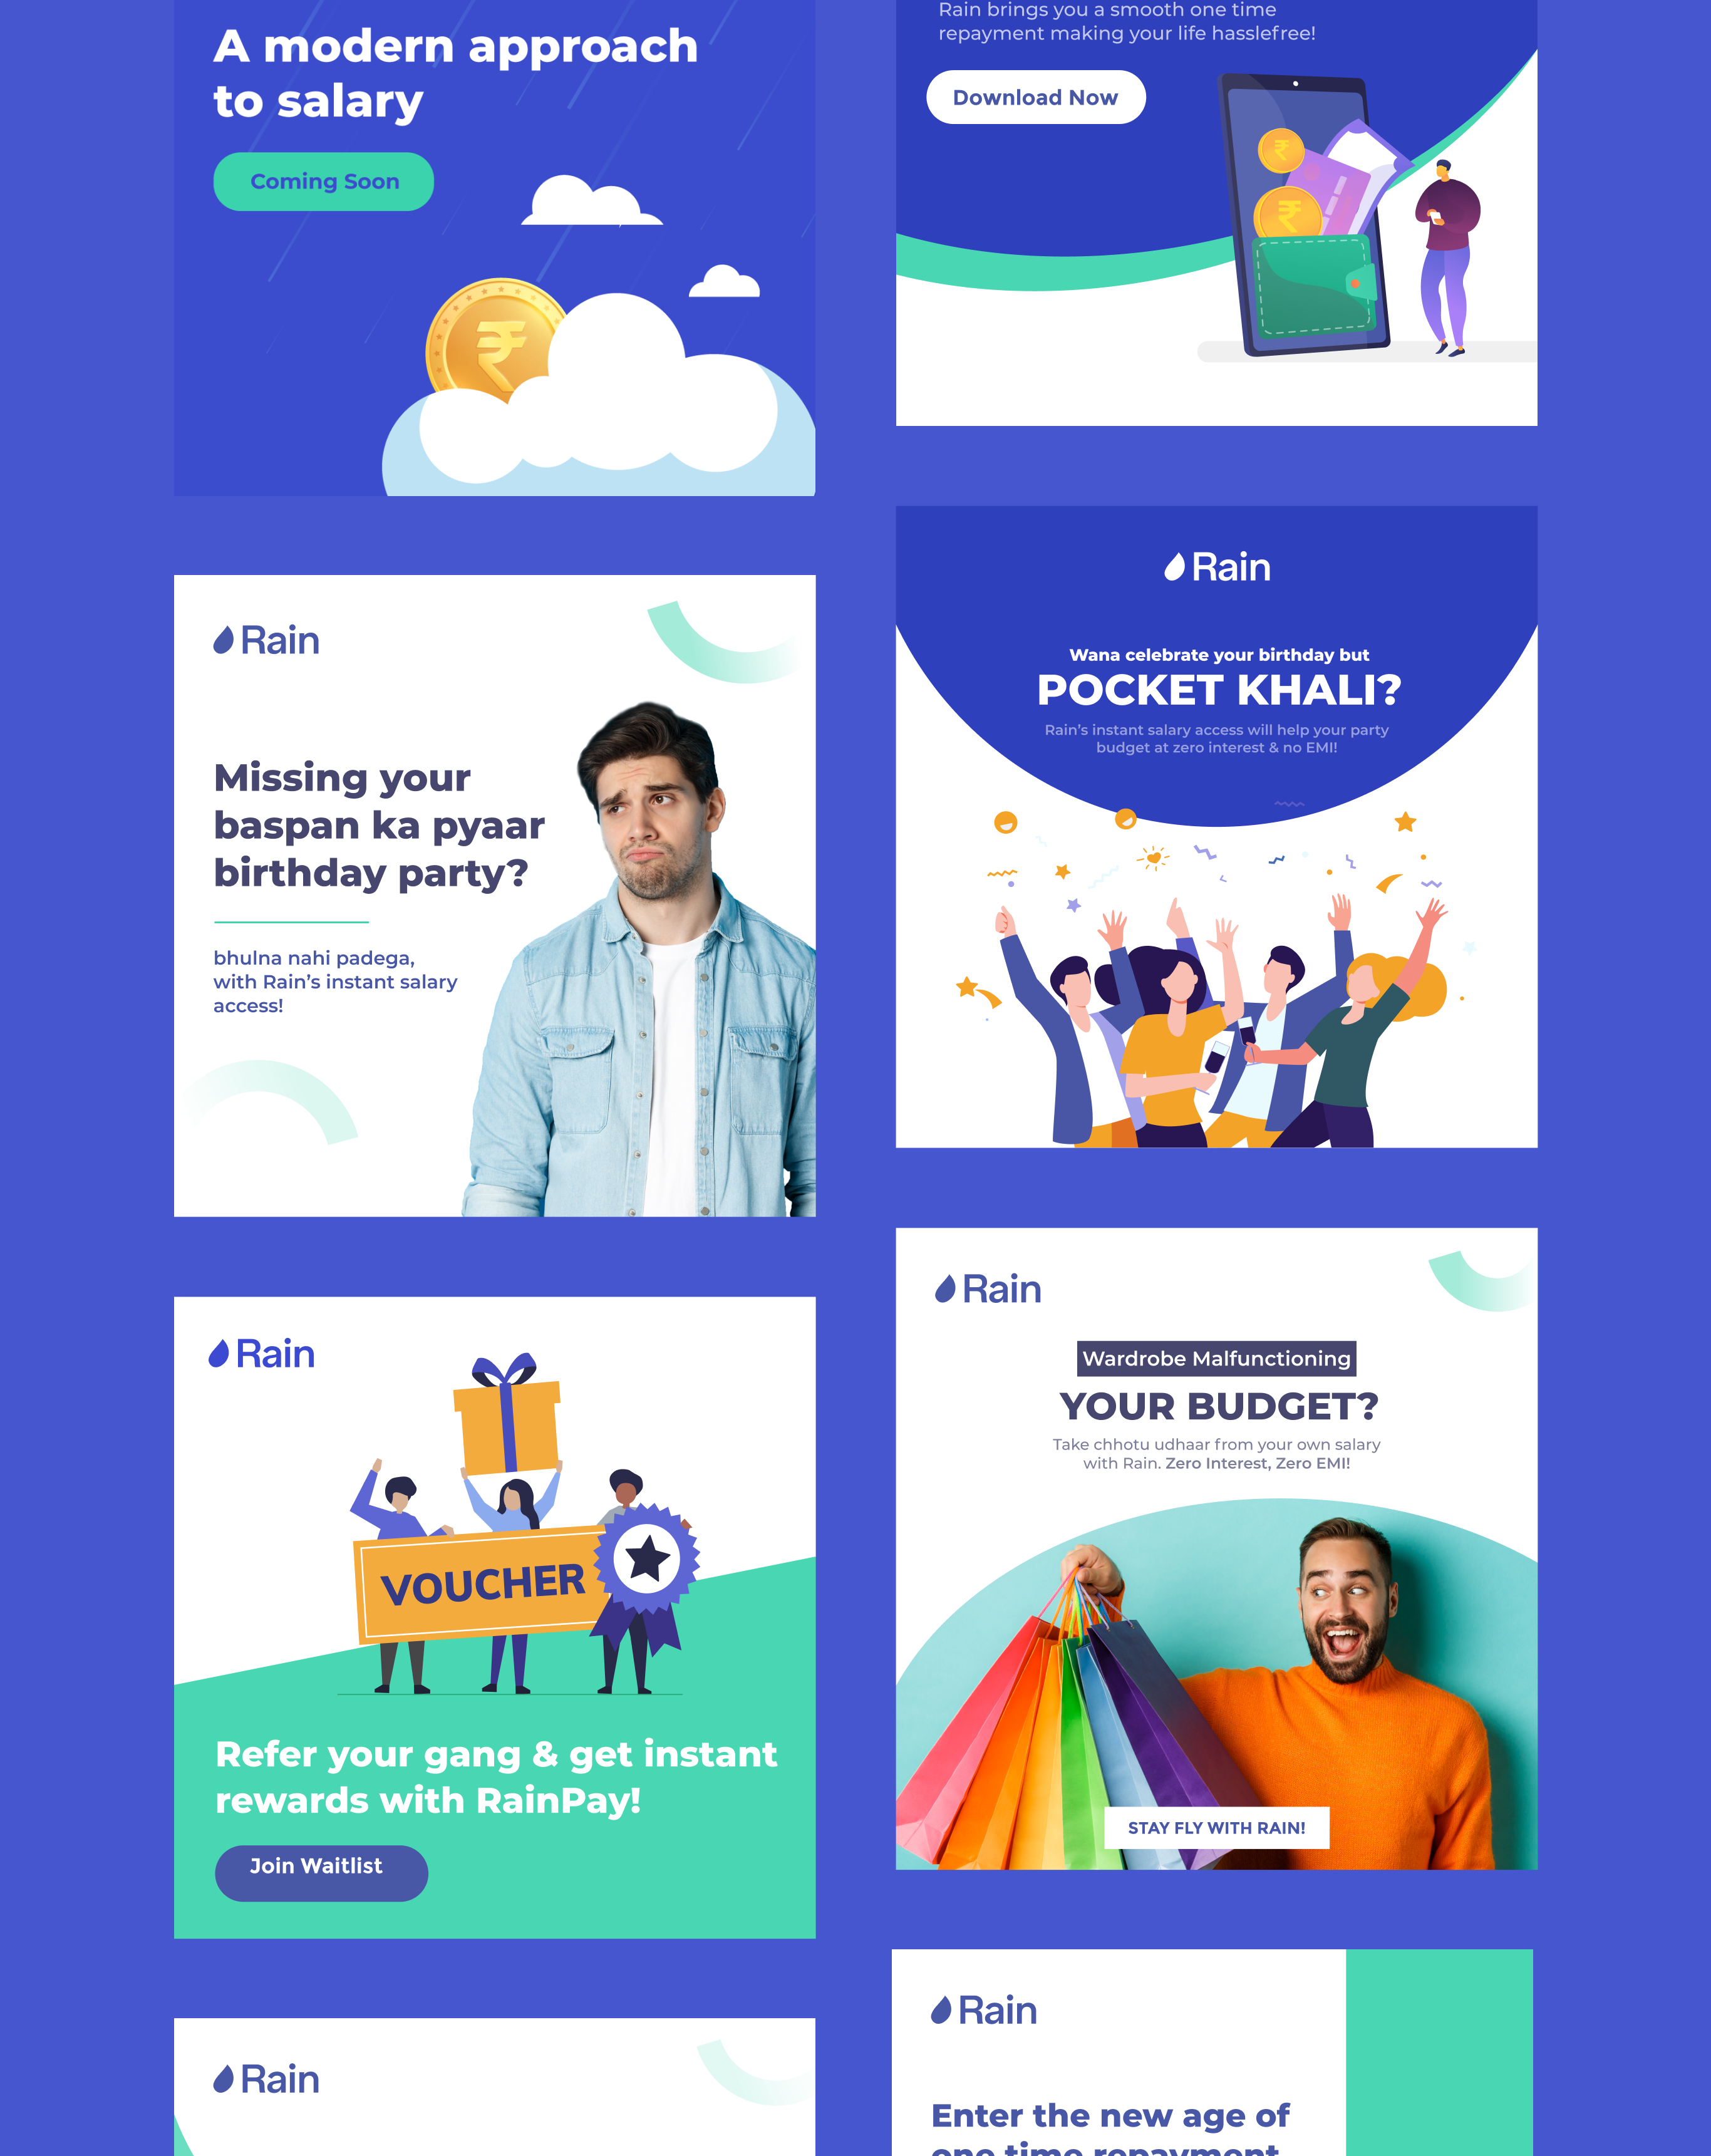 A modern approach
to salary
Coming Soon
Rain
Missing your
baspan ka pyaar
birthday party?
bhulna nahi padega,
with Rain’s instant salary
access!
Rain
VOUCHER
Refer your gang & get instant
rewards with RainPay!
Join Waitlist
Rain
Rain brings you a smooth one time
repayment making your life hasslefree!
Download Now
₹
₹
₹
Rain
Wana celebrate your birthday but
POCKET KHALI?
Rain’s instant salary access will help your party
budget at zero interest & no EMI!
Rain
Wardrobe Malfunctioning
YOUR BUDGET?
Take chhotu udhaar from your own salary
with Rain. Zero Interest, Zero EMI!
STAY FLY WITH RAIN!
Rain
Enter the new age of
one time repayment